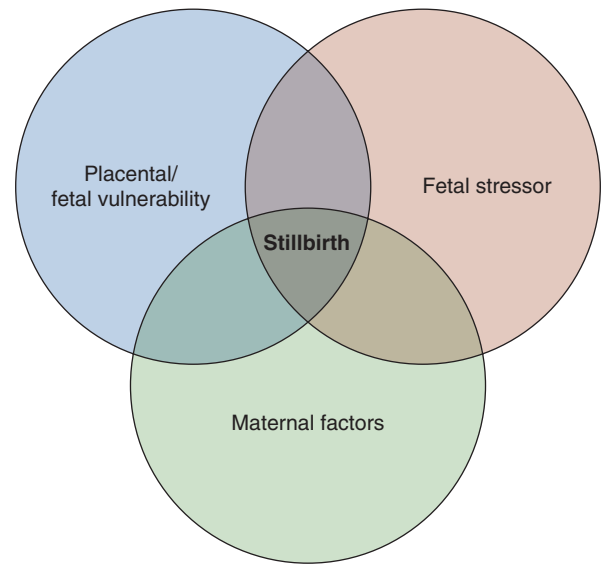 Placental/
fetal vulnerability
Fetal stressor
Stillbirth
Maternal factors